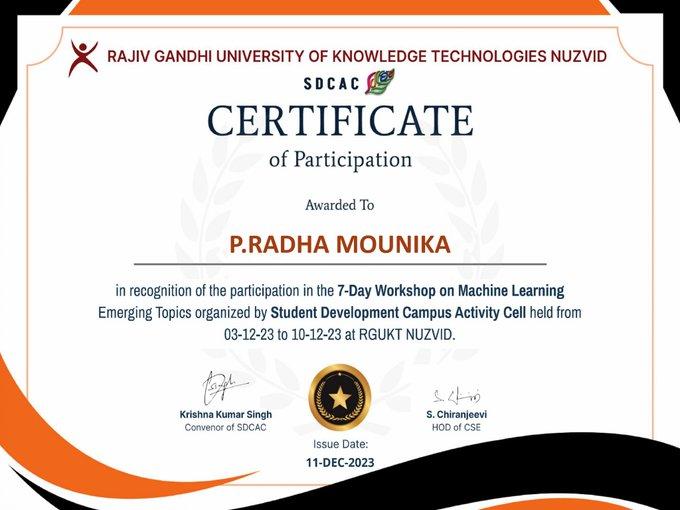 RAJIV GANDHI UNIVERSITY OF KNOWLEDGE TECHNOLOGIES NUZVID
SDCAC
CERTIFICATE
of Participation
Awarded To
P.RADHA MOUNIKA
in recognition of the participation in the 7-Day Workshop on Machine Learning
Emerging Topics organized by Student Development Campus Activity Cell held from
03-12-23 to 10-12-23 at RGUKT NUZVID.
Krishna Kumar Singh
Convenor of SDCAC
S. Chiranjeevi
HOD of CSE
Issue Date:
11-DEC-2023